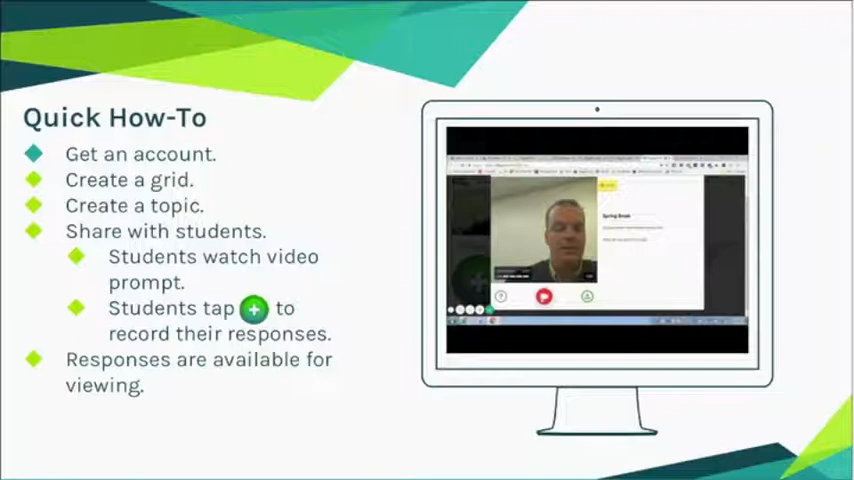 Quick How-To
Get an account.
Create a grid.
Create a topic.
Share with students.
Students watch video
prompt.
Students tap + to
record their responses.
Responses are available for
viewing.
Spring Break